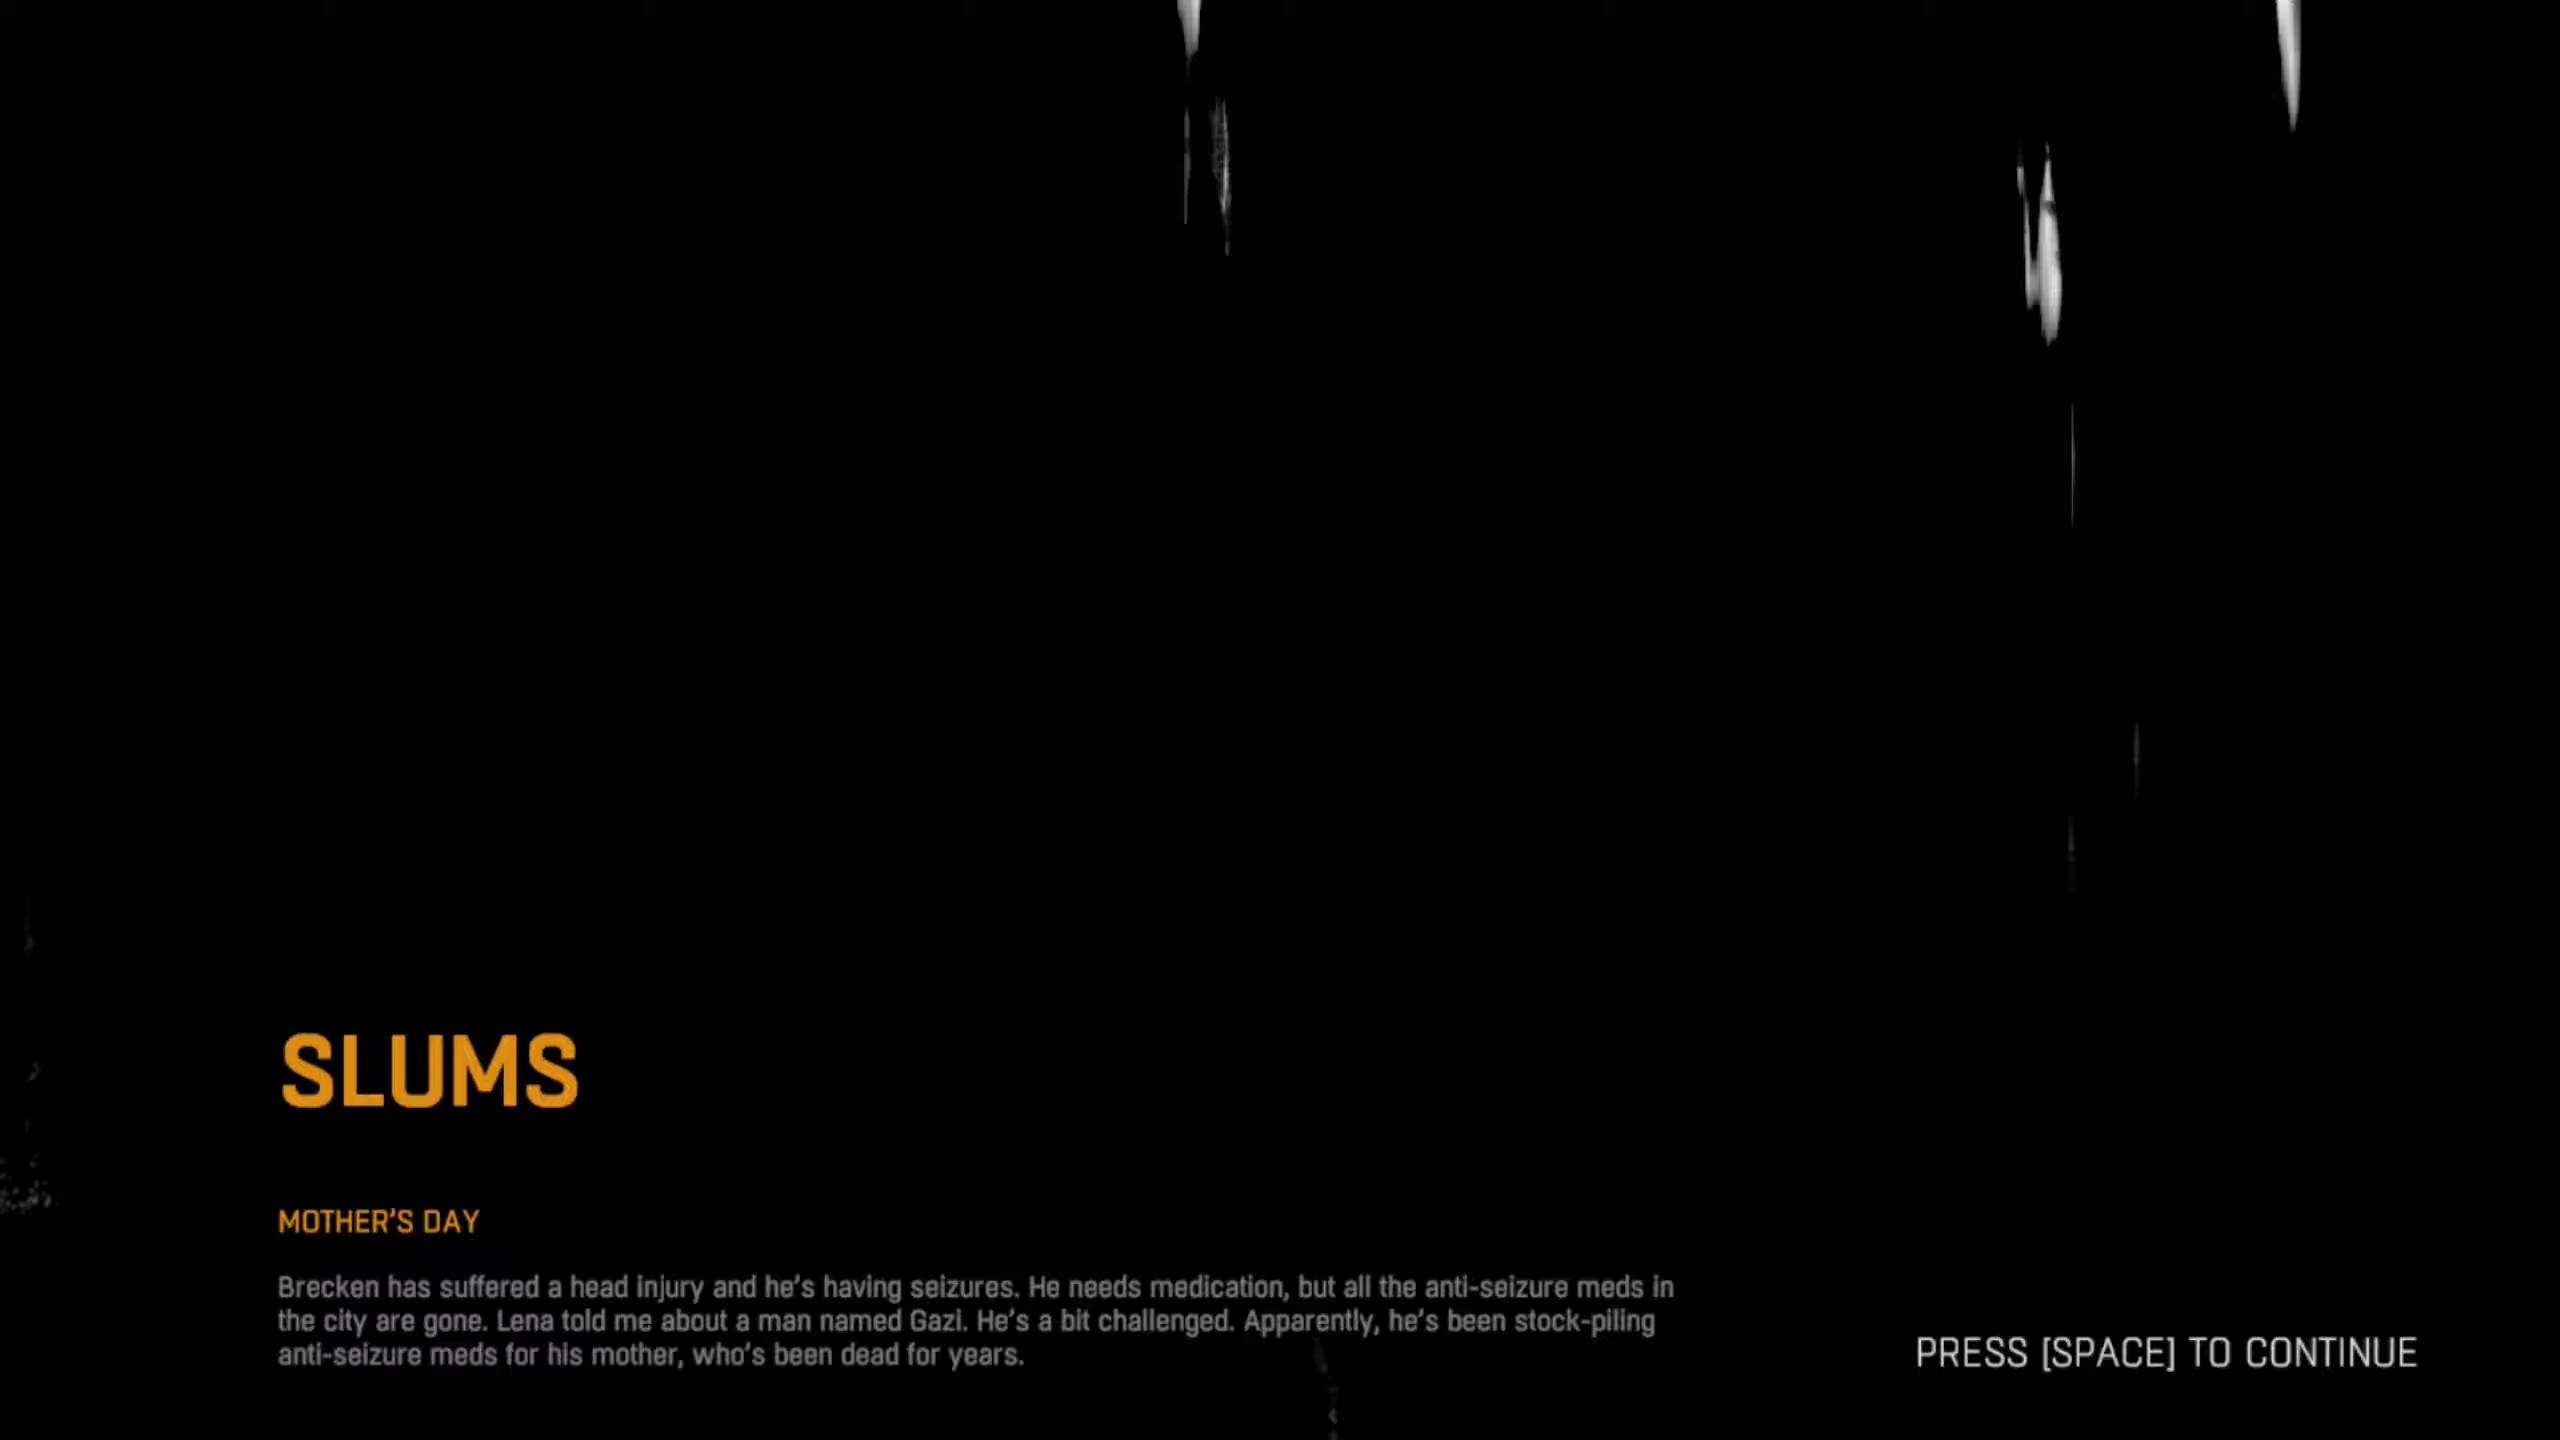 SLUMS
MOTHER'S DAY
Brecken has suffered a head injury and he's having seizures. He needs medication, but all the anti-seizure meds in
the city are gone. Lena told me about a man named Gazi. He's a bit challenged. Apparently, he's been stock-piling
anti-seizure meds for his mother, who's been dead for years.
PRESS [SPACE] TO CONTINUE